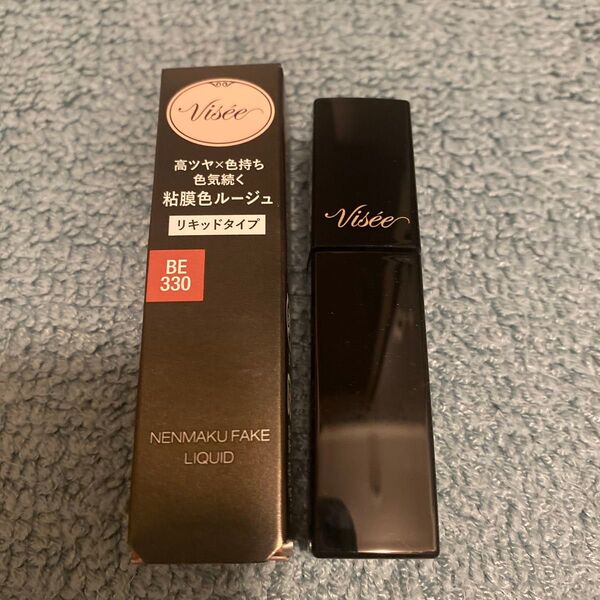 Visée
高ツヤ×色持ち
色気続く
粘膜色ルージュ
リキッドタイプ
BE
330
NENMAKU FAKE
LIQUID
Visée